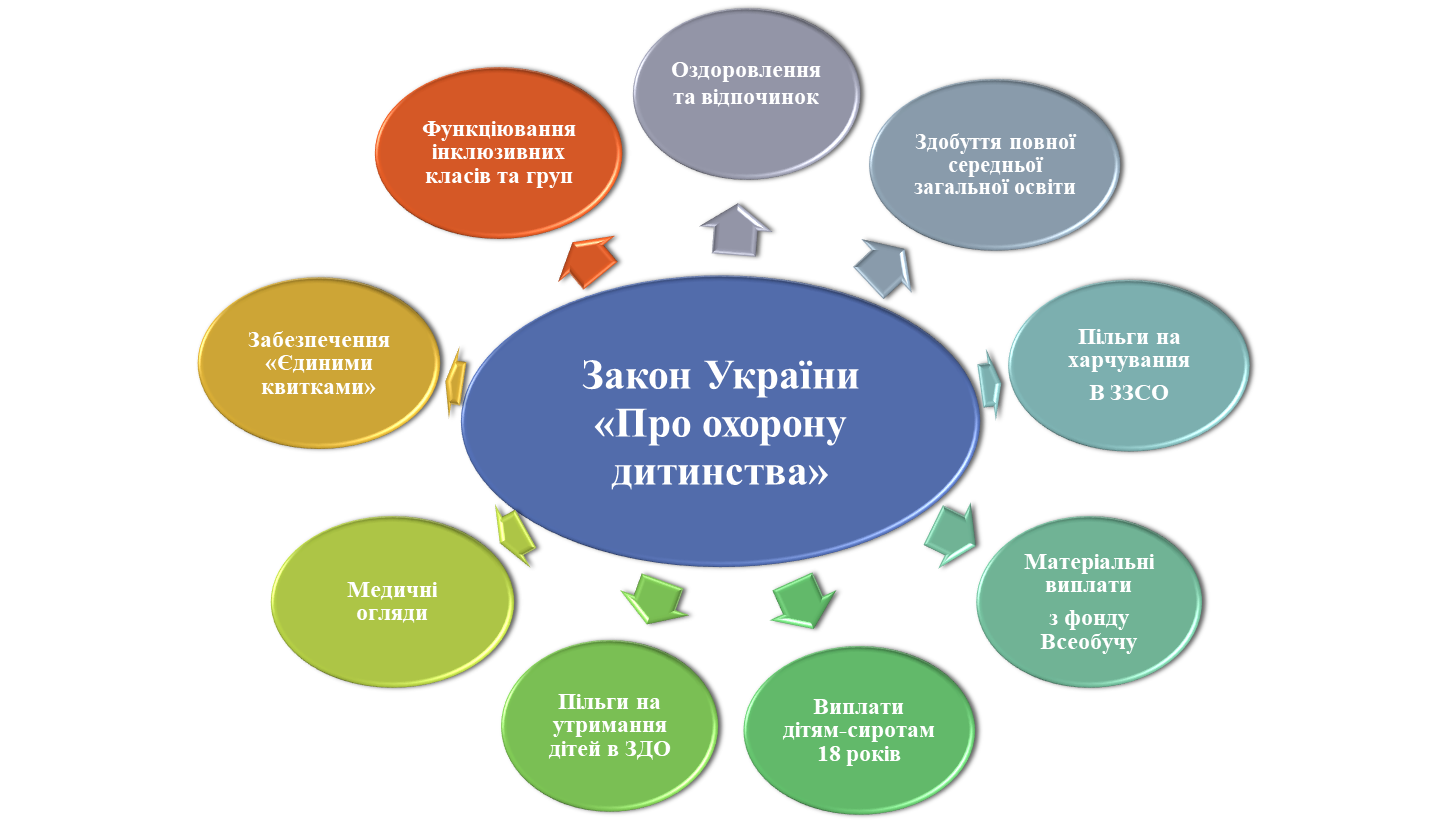 Оздоровлення
та відпочинок
Функціювання
інклюзивних
класів та груп
Здобуття повної
середньої
загальної освіти
Забезпечення
«Єдиними
квитками»
Закон України
«Про охорону
дитинства»
Пільги на
харчування
В ЗЗСО
Медичні
огляди
Матеріальні
виплати
з фонду
Всеобучу
Пільги на
утримання
дітей в ЗДО
Виплати
дітям-сиротам
18 років